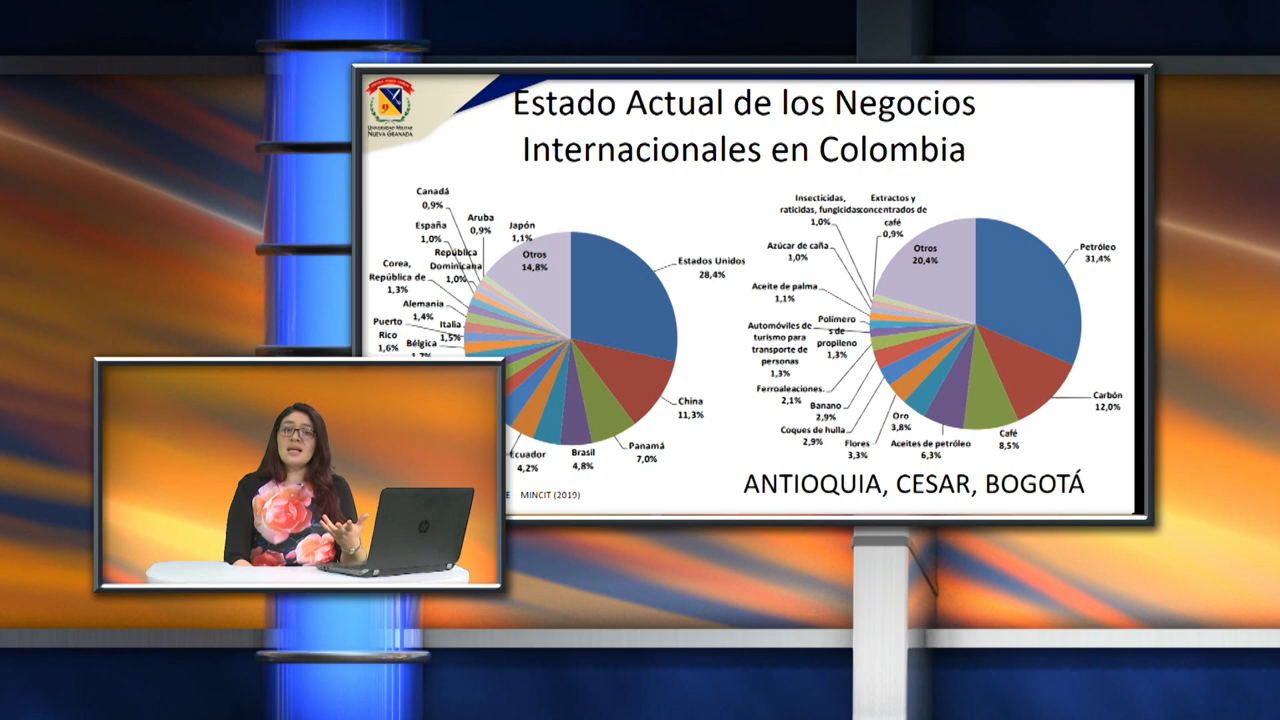 UNIVERSIDAD MILITAR
NUEVA GRANADA
Estado Actual de los Negocios
Internacionales en Colombia
Canadá
0,9%
Aruba
0,9%
Japón
1,1%
España
1,0%
Otros
14,8%
República
Dominicana
1,0%
Corea,
República de
1,3%
Alemania
1,4%
Puerto
Rico
1,6%
Italia
1,5%
Bélgica
1,7%
Estados Unidos
28,4%
China
11,3%
Panamá
7,0%
Brasil
4,8%
Ecuador
4,2%
MINCIT (2019)
Insecticidas,
raticidas, fungicidas
1,0%
Extractos y
concentrados de
café
0,9%
Azúcar de caña
1,0%
Otros
20,4%
Aceite de palma
1,1%
Automóviles de
turismo para
transporte de
personas
1,3%
Polímero
s de
propileno
1,3%
Ferroaleaciones.
2,1%
Banano
2,9%
Coques de hulla
2,9%
Flores
3,3%
Oro
3,8%
Aceites de petróleo
6,3%
Café
8,5%
Carbón
12,0%
Petróleo
31,4%
ANTIOQUIA, CESAR, BOGOTÁ
hp